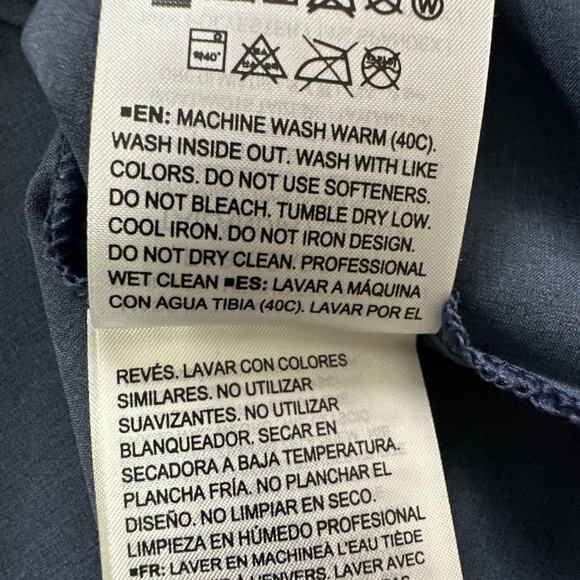 W
40°
■EN: MACHINE WASH WARM (40C).
WASH INSIDE OUT. WASH WITH LIKE
COLORS. DO NOT USE SOFTENERS.
DO NOT BLEACH. TUMBLE DRY LOW.
COOL IRON. DO NOT IRON DESIGN.
DO NOT DRY CLEAN. PROFESSIONAL
WET CLEAN ■ES: LAVAR A MÁQUINA
CON AGUA TIBIA (40C). LAVAR POR EL
REVÉS. LAVAR CON COLORES
SIMILARES. NO UTILIZAR
SUAVIZANTES. NO UTILIZAR
BLANQUEADOR. SECAR EN
SECADORA A BAJA TEMPERATURA.
PLANCHA FRÍA. NO PLANCHAR EL
DISEÑO. NO LIMPIAR EN SECO.
LIMPIEZA EN HÚMEDO PROFESIONAL
■FR: LAVER EN MACHINEÀ L'EAU TIÈDE
À L'ENVERS. LAVER AVEC